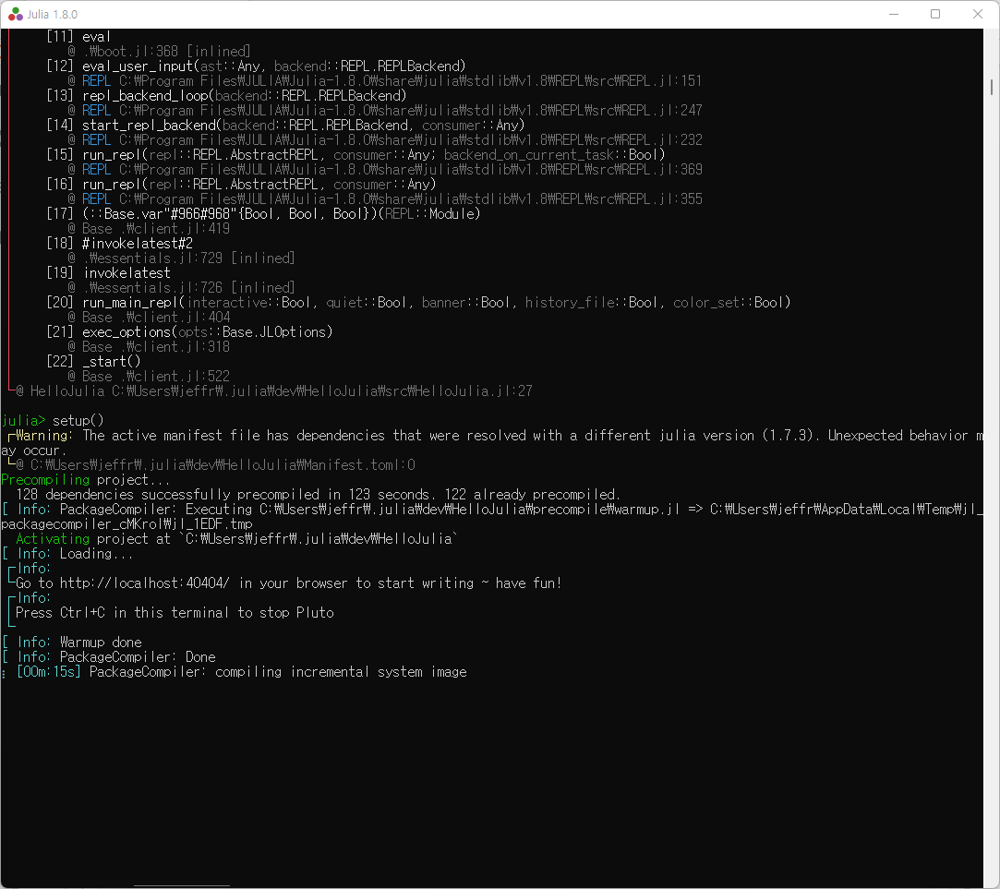 Julia 1.8.0
[11] eval
@ .₩boot.jl:368 [inlined]
[12] eval_user_input(ast::Any, backend::REPL.REPLBackend)
@ REPL C:₩Program Files₩JULIA₩Julia-1.8.0₩share₩julia₩stdlib₩v1.8₩REPL₩src₩REPL.jl:151
[13] repl_backend_loop(backend::REPL.REPLBackend)
@ REPL C:₩Program Files₩JULIA₩Julia-1.8.0₩share₩julia₩stdlib₩v1.8₩REPL₩src₩REPL.jl:247
[14] start_repl_backend(backend::REPL.REPLBackend, consumer::Any)
@ REPL C:₩Program Files₩JULIA₩Julia-1.8.0₩share₩julia₩stdlib₩v1.8₩REPL₩src₩REPL.jl:232
[15] run_repl(repl::REPL.AbstractREPL, consumer::Any; backend_on_current_task::Bool)
@ REPL C:₩Program Files₩JULIA₩Julia-1.8.0₩share₩julia₩stdlib₩v1.8₩REPL₩src₩REPL.jl:369
[16] run_repl(repl::REPL.AbstractREPL, consumer::Any)
@ REPL C:₩Program Files₩JULIA₩Julia-1.8.0₩share₩julia₩stdlib₩v1.8₩REPL₩src₩REPL.jl:355
[17] (::Base.var"#966#968"{Bool, Bool, Bool})(REPL::Module)
@ Base .₩client.jl:419
[18] #invokelatest#2
@ .₩essentials.jl:729 [inlined]
[19] invokelatest
@ .₩essentials.jl:726 [inlined]
[20] run_main_repl(interactive::Bool, quiet::Bool, banner::Bool, history_file::Bool, color_set::Bool)
@ Base .₩client.jl:404
[21] exec_options(opts::Base.JLOptions)
@ Base .₩client.jl:318
[22] _start()
@ Base .₩client.jl:522
└@ HelloJulia C:₩Users₩jeffr₩.julia₩dev₩HelloJulia₩src₩HelloJulia.jl:27
julia> setup()
┌Warning: The active manifest file has dependencies that were resolved with a different julia version (1.7.3). Unexpected behavior m
ay occur.
└@ C:₩Users₩jeffr₩.julia₩dev₩HelloJulia₩Manifest.toml:0
Precompiling project...
128 dependencies successfully precompiled in 123 seconds. 122 already precompiled.
[ Info: PackageCompiler: Executing C:₩Users₩jeffr₩.julia₩dev₩HelloJulia₩precompile₩warmup.jl => C:₩Users₩jeffr₩AppData₩Local₩Temp₩jl_
packagecompiler_cMKrol₩jl_1EDF.tmp
Activating project at `C:₩Users₩jeffr₩.julia₩dev₩HelloJulia`
[ Info: Loading...
┌Info:
└Go to http://localhost:40404/ in your browser to start writing ~ have fun!
┌Info:
│Press Ctrl+C in this terminal to stop Pluto
└
[ Info: Warmup done
[ Info: PackageCompiler: Done
⡆ [00m:15s] PackageCompiler: compiling incremental system image